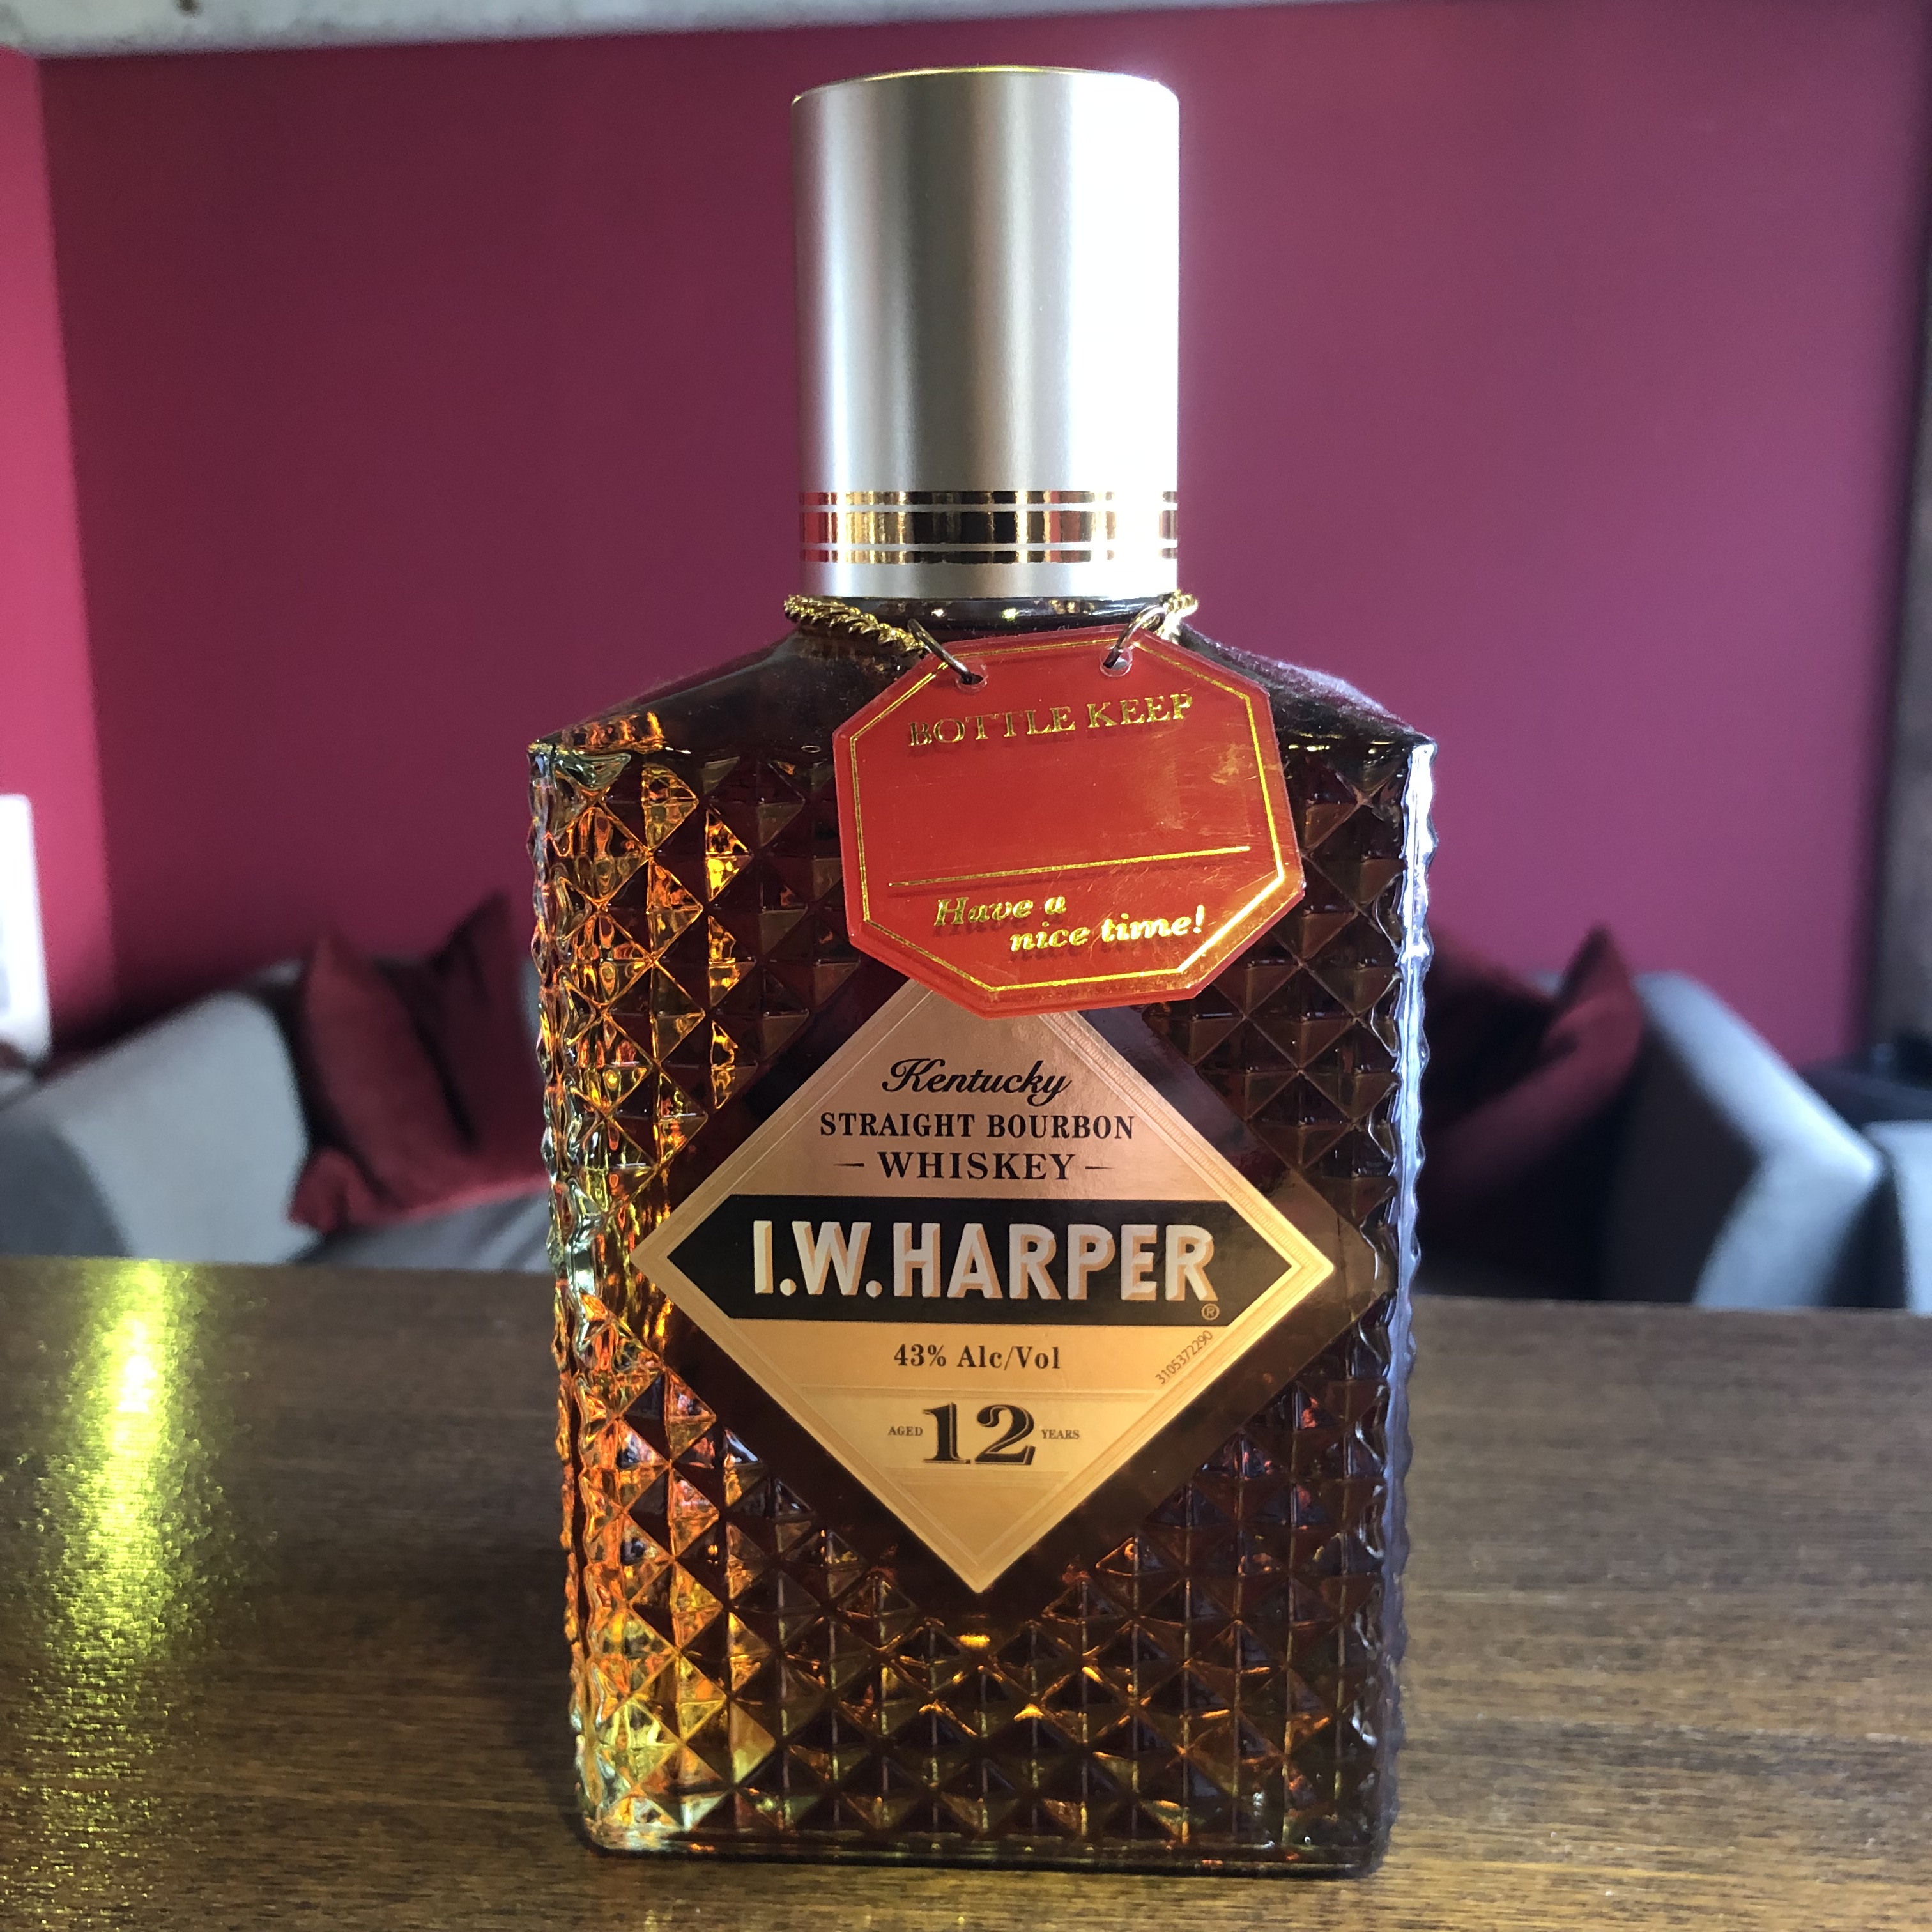 BOTTLE KEEP
Have a
nice time!
Kentucky
STRAIGHT BOURBON
– WHISKEY –
I.W.HARPER
®
43% Alc/Vol
3105372290
AGED 12 YEARS